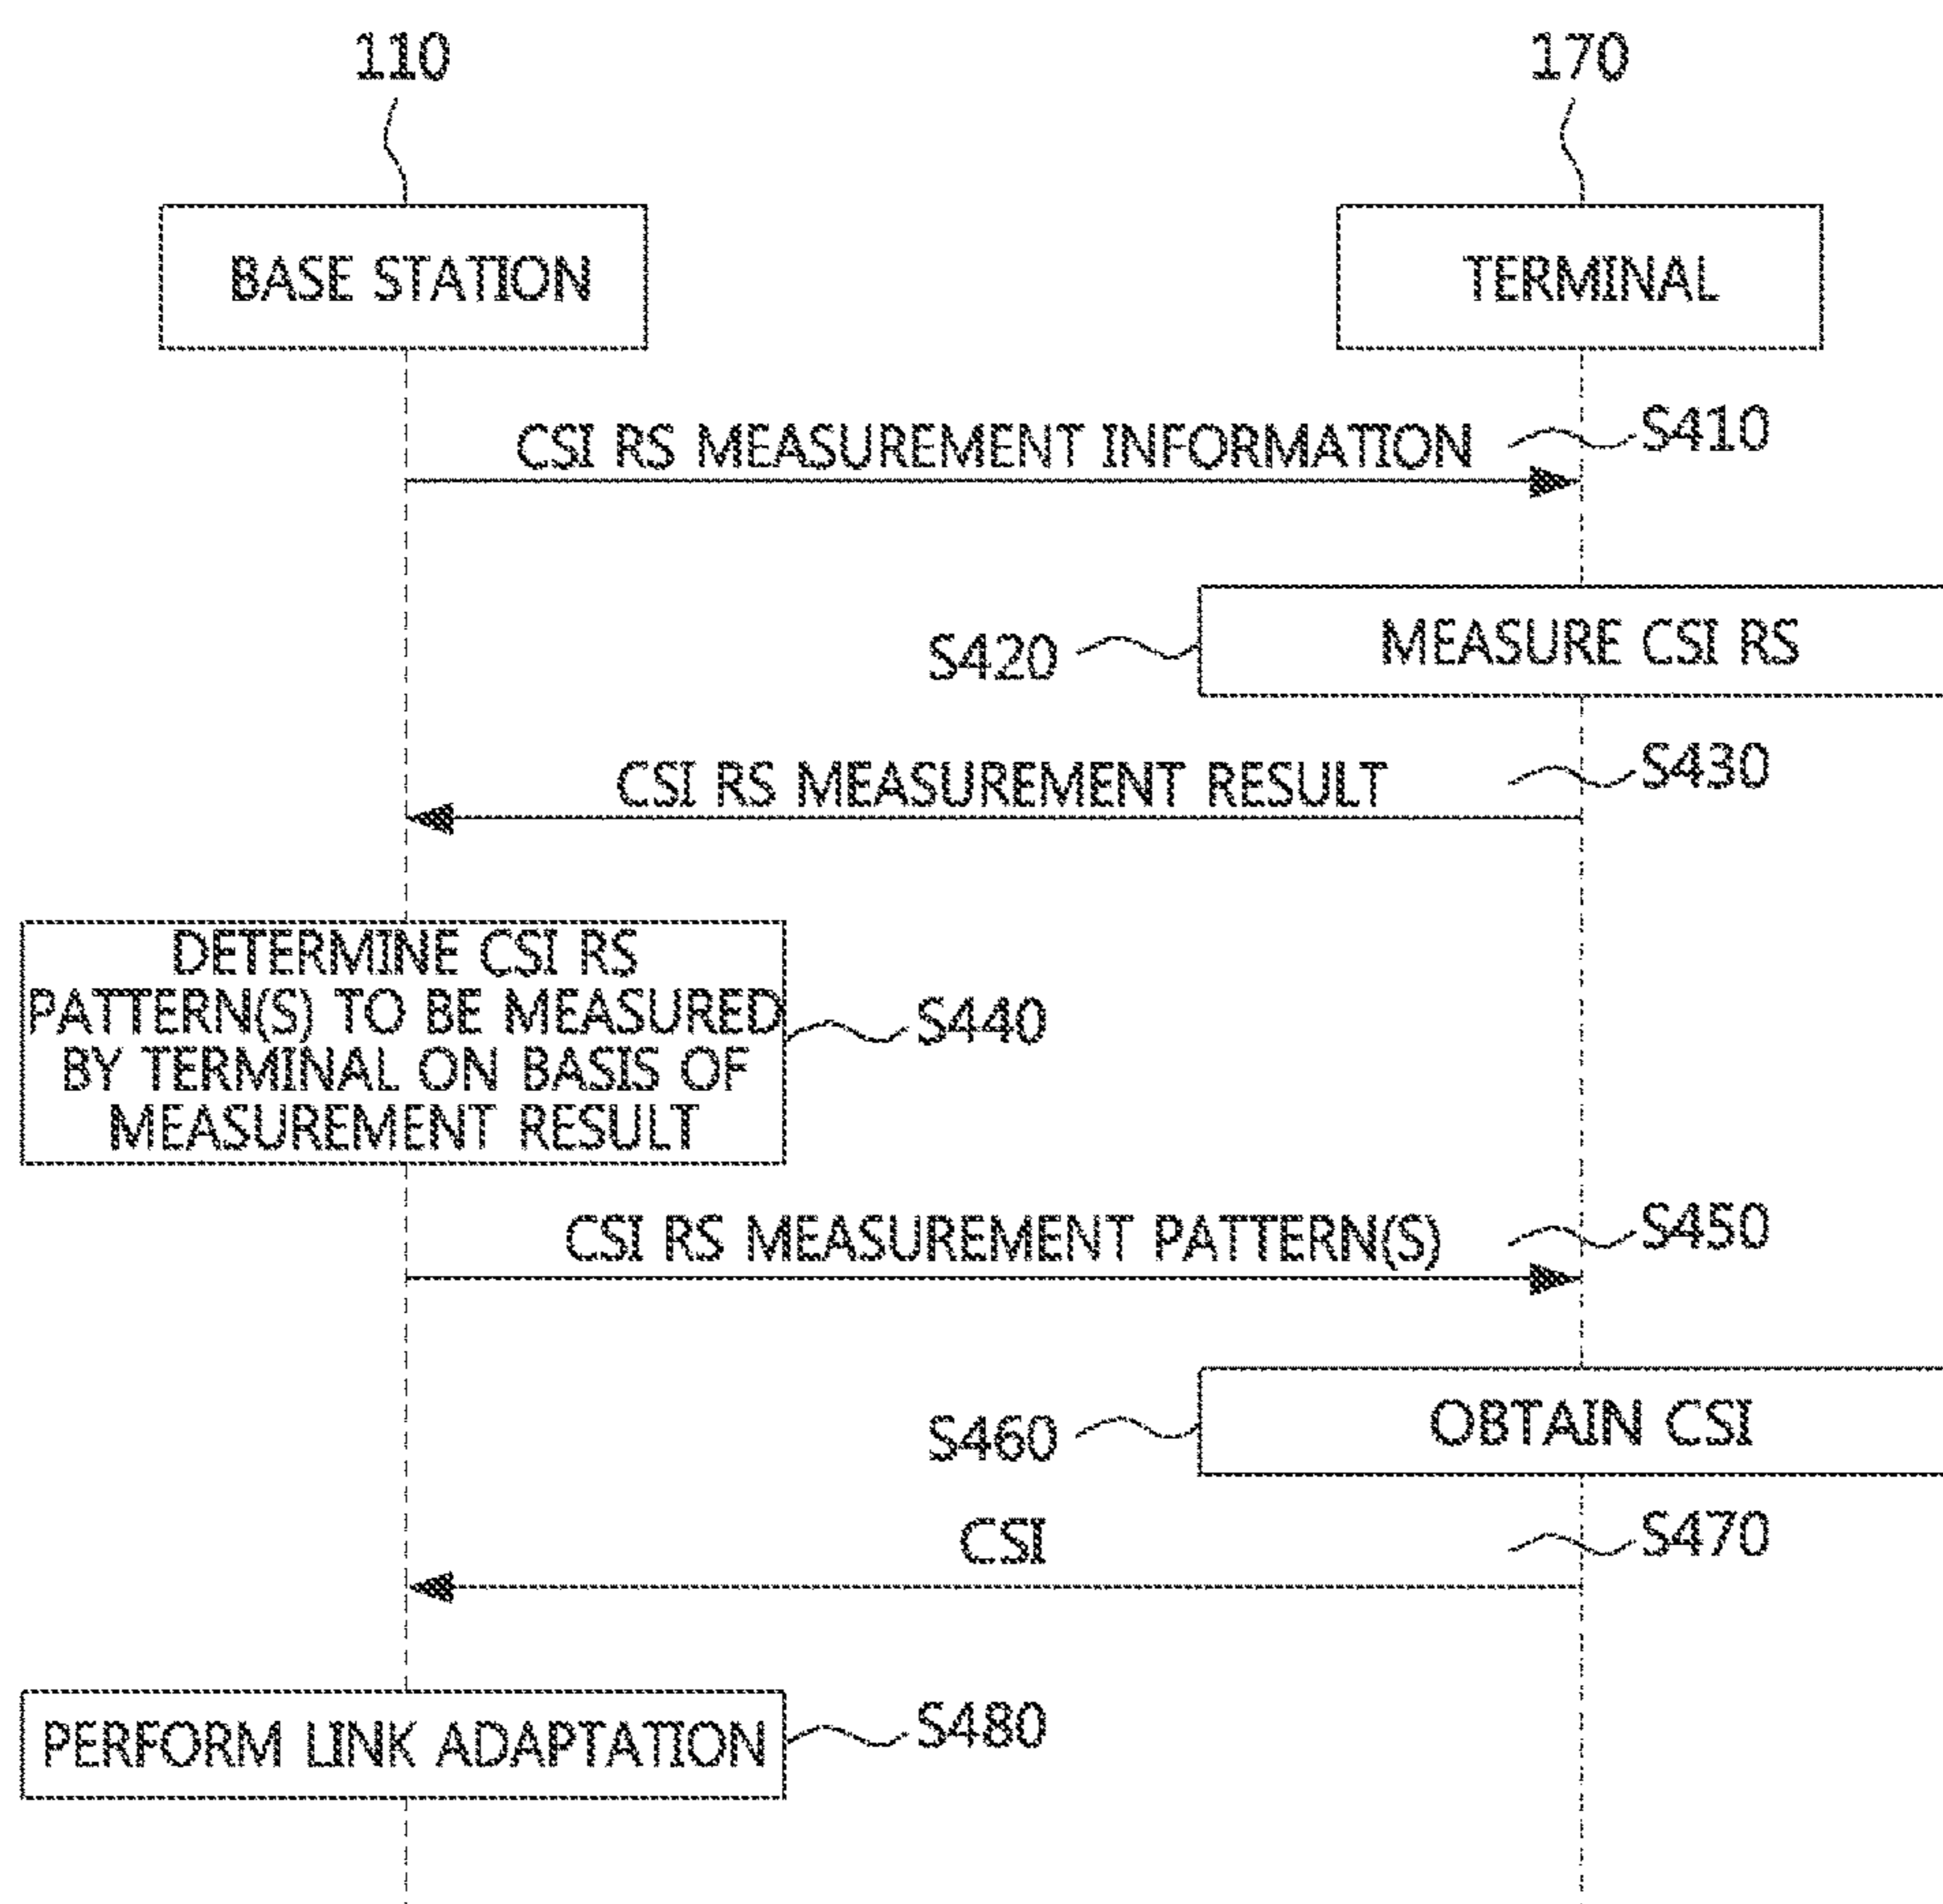 110
170
BASE STATION
TERMINAL
CSI RS MEASUREMENT INFORMATION
S410
S420
MEASURE CSI RS
CSI RS MEASUREMENT RESULT
S430
DETERMINE CSI RS
PATTERN(S) TO BE MEASURED
BY TERMINAL ON BASIS OF
MEASUREMENT RESULT
S440
CSI RS MEASUREMENT PATTERN(S)
S450
S460
OBTAIN CSI
CSI
S470
PERFORM LINK ADAPTATION
S480